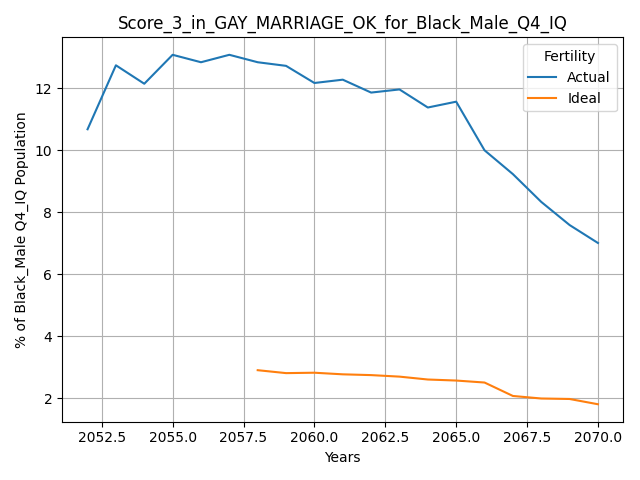 Score_3_in_GAY_MARRIAGE_OK_for_Black_Male_Q4_IQ
Fertility
Actual
Ideal
% of Black_Male Q4_IQ Population
12
10
8
6
4
2
2052.5 2055.0 2057.5 2060.0 2062.5 2065.0 2067.5 2070.0
Years